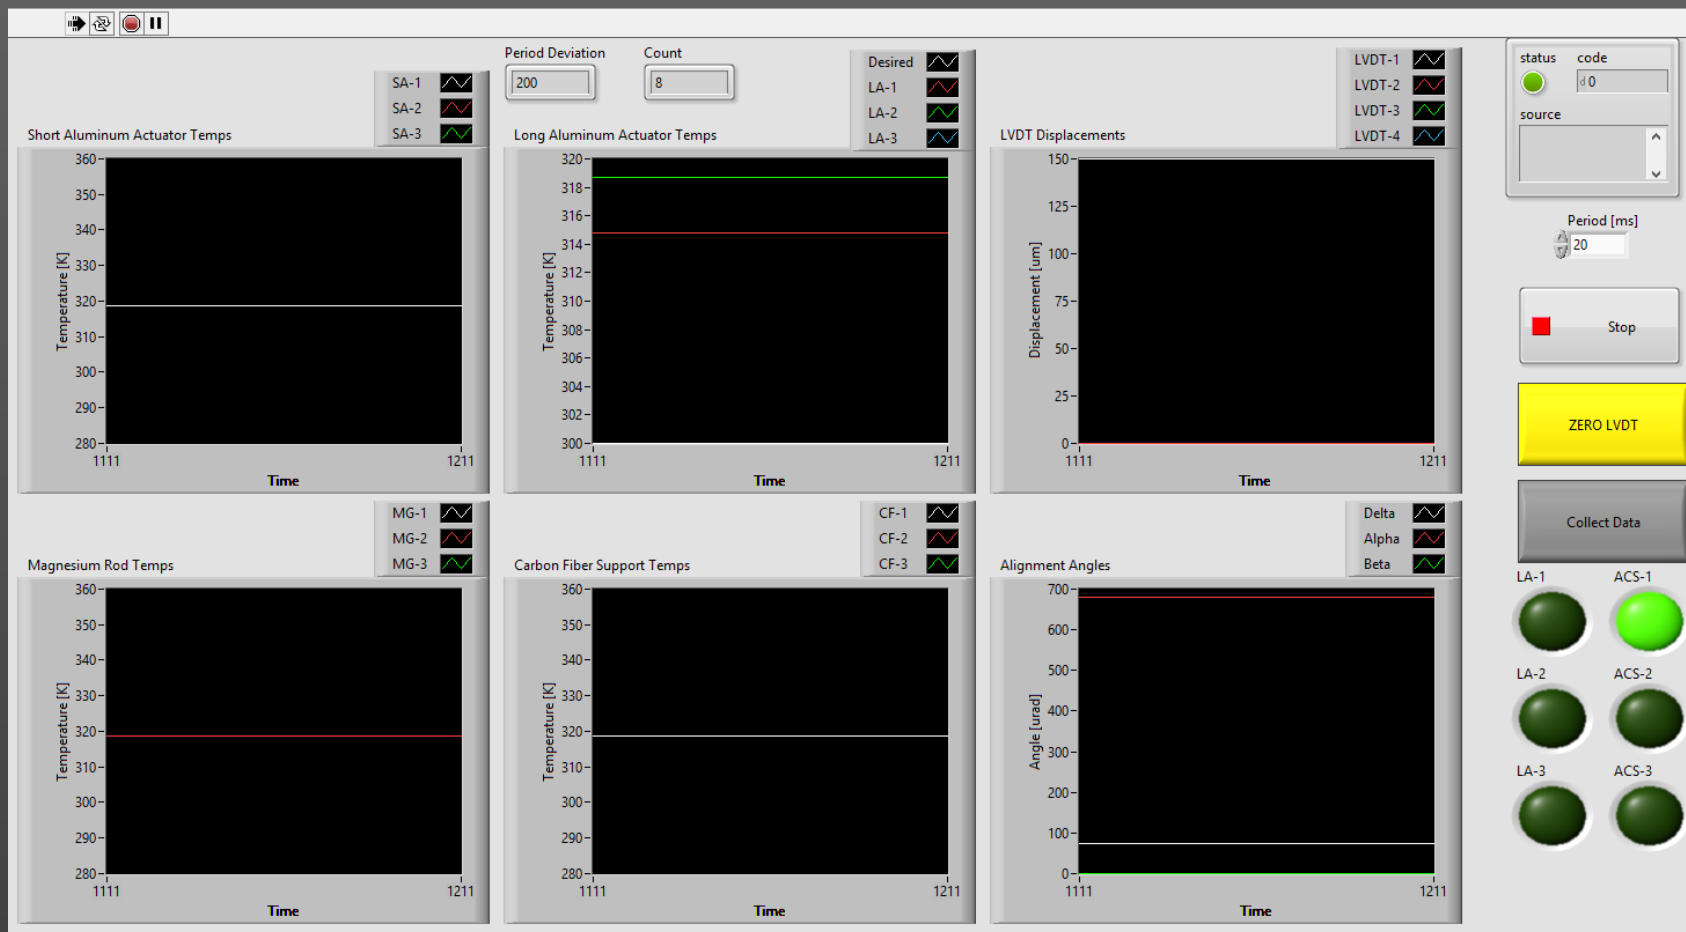 Period Deviation
200
Count
8
SA-1
SA-2
SA-3
Short Aluminum Actuator Temps
360
350
340
330
320
310
300
290
280
Temperature [K]
1111
1211
Time
Desired
LA-1
LA-2
LA-3
Long Aluminum Actuator Temps
320
318
316
314
312
310
308
306
304
302
300
Temperature [K]
1111
1211
Time
LVDT-1
LVDT-2
LVDT-3
LVDT-4
LVDT Displacements
150
125
100
75
50
25
0
Displacement [um]
1111
1211
Time
status
code
d 0
source
Period [ms]
20
Stop
ZERO LVDT
Collect Data
MG-1
MG-2
MG-3
Magnesium Rod Temps
360
350
340
330
320
310
300
290
280
Temperature [K]
1111
1211
Time
CF-1
CF-2
CF-3
Carbon Fiber Support Temps
360
350
340
330
320
310
300
290
280
Temperature [K]
1111
1211
Time
Delta
Alpha
Beta
Alignment Angles
700
600
500
400
300
200
100
0
Angle [urad]
1111
1211
Time
LA-1
ACS-1
LA-2
ACS-2
LA-3
ACS-3